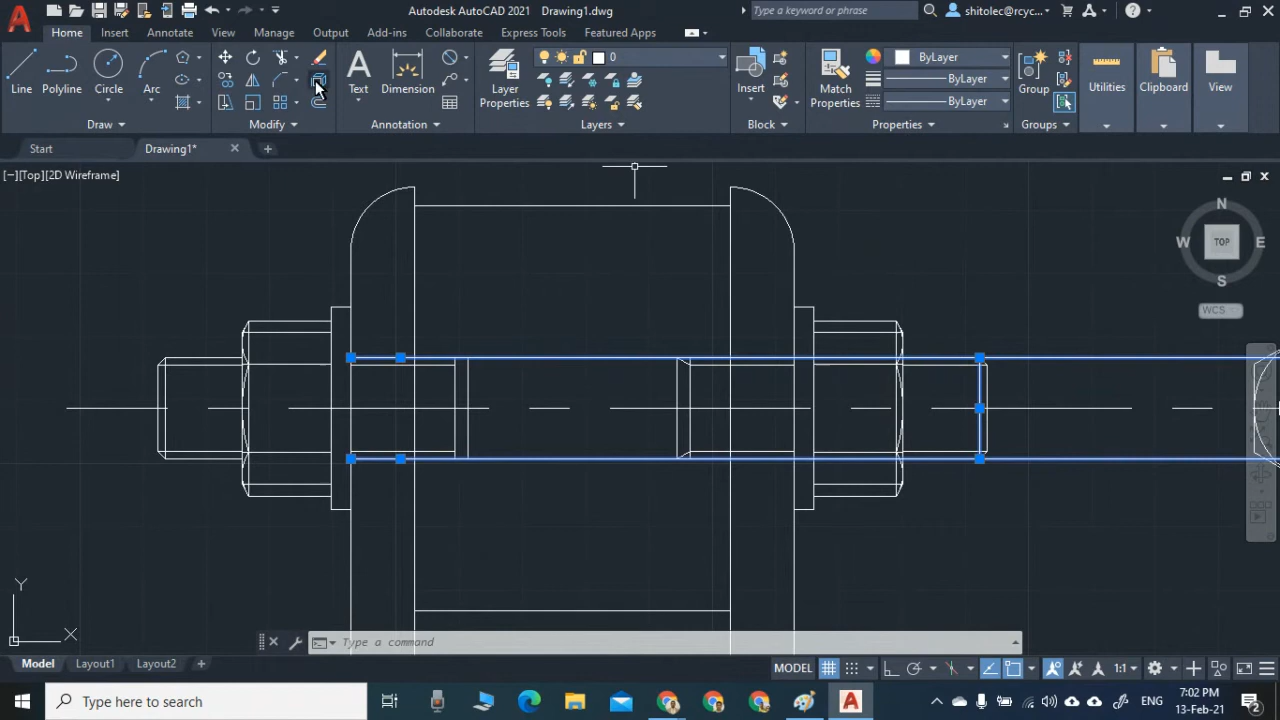 Autodesk AutoCAD 2021 Drawing1.dwg
Type a keyword or phrase
shitolec@rcyc...
Home Insert Annotate View Manage Output Add-ins Collaborate Express Tools Featured Apps
Line Polyline Circle Arc
Text Dimension
Layer Properties
0
Insert
Match Properties
ByLayer
ByLayer
ByLayer
Group
Utilities
Clipboard
View
Draw Modify Annotation Layers Block Properties Groups
Start Drawing1*
[−][Top][2D Wireframe]
N
W TOP E
S
WCS
Y
X
Type a command
Model Layout1 Layout2
MODEL
1:1
Type here to search
ENG
7:02 PM
13-Feb-21
2